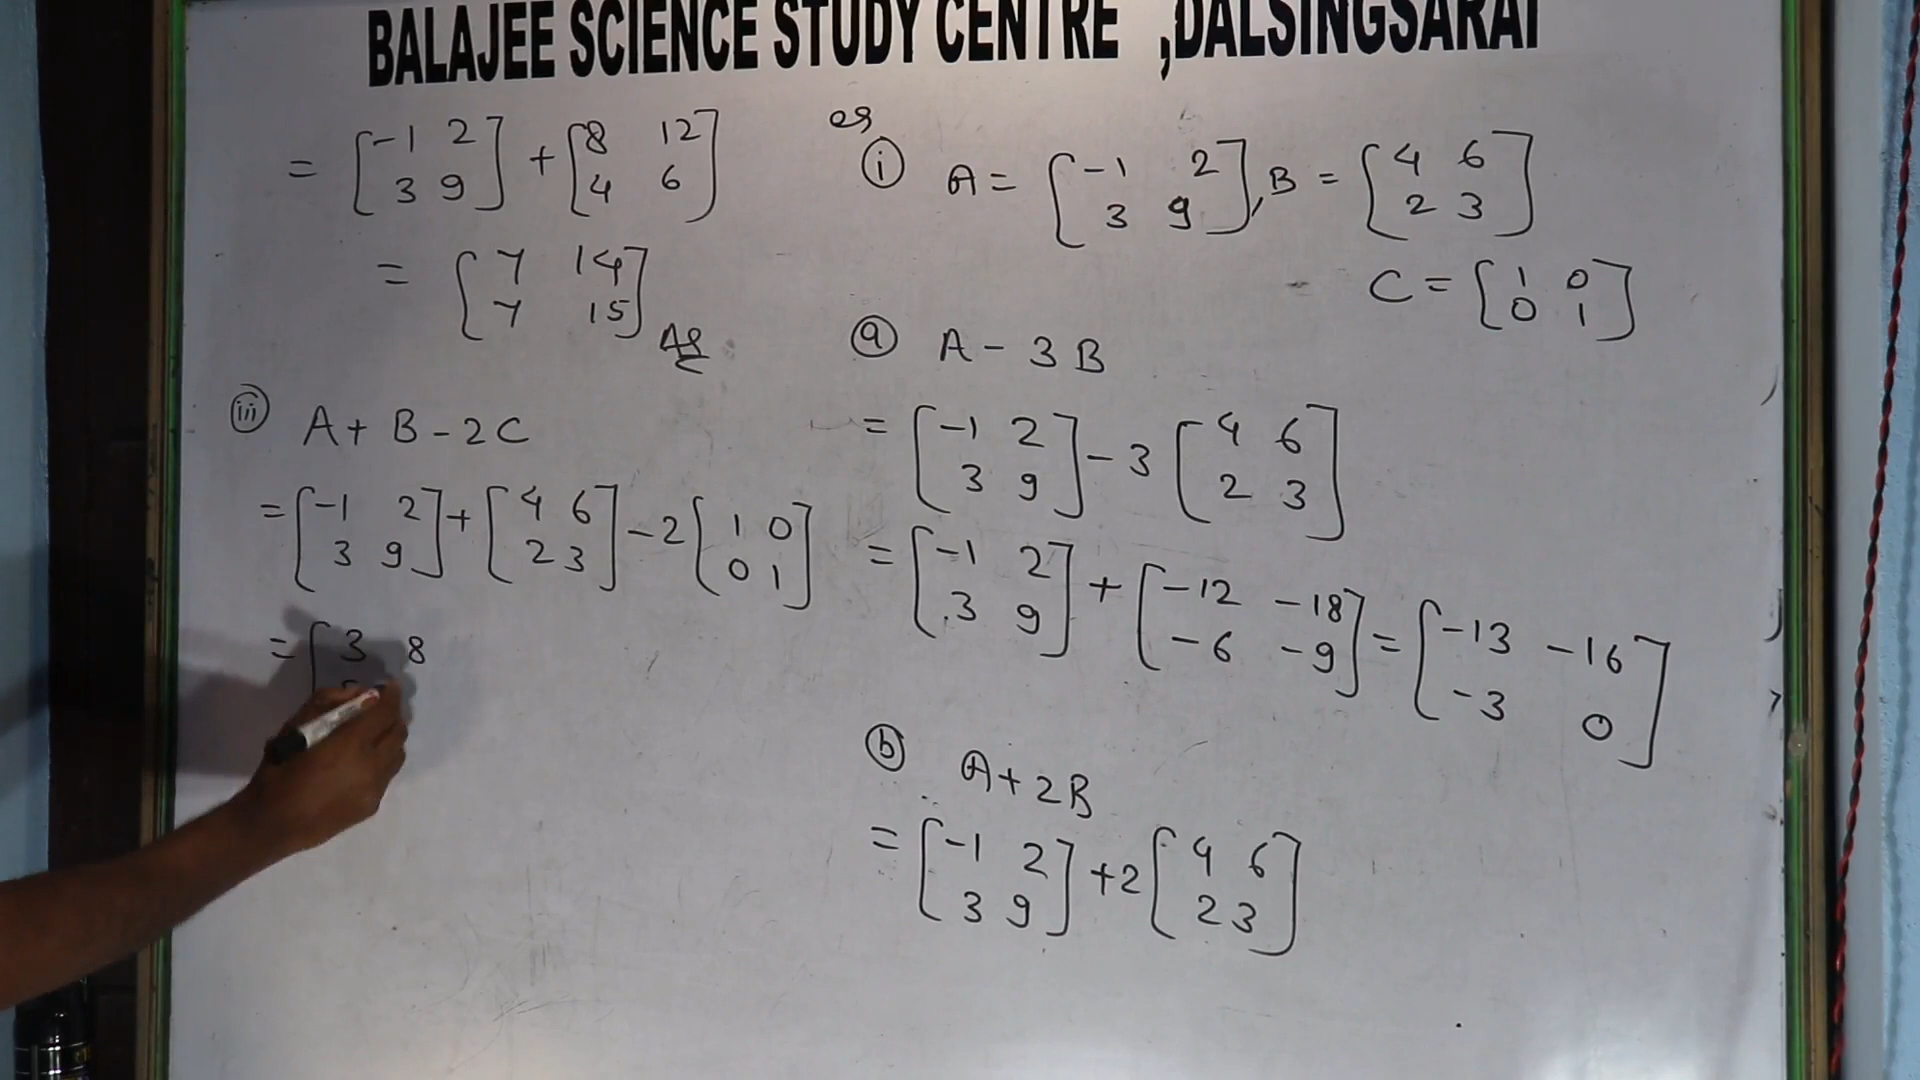 BALAJEE SCIENCE STUDY CENTRE ,DALSINGSARAI
= [-1 2
3 9] + [8 12
4 6]
= [7 14
7 15]
(iii) A + B - 2C
= [-1 2
3 9] + [4 6
2 3] - 2 [1 0
0 1]
= [3 8
(i) A = [-1 2
3 9], B = [4 6
2 3]
C = [1 0
0 1]
(a) A - 3B
= [-1 2
3 9] - 3 [4 6
2 3]
= [-1 2
3 9] + [-12 -18
-6 -9] = [-13 -16
-3 0]
(b) A + 2B
= [-1 2
3 9] + 2 [4 6
2 3]